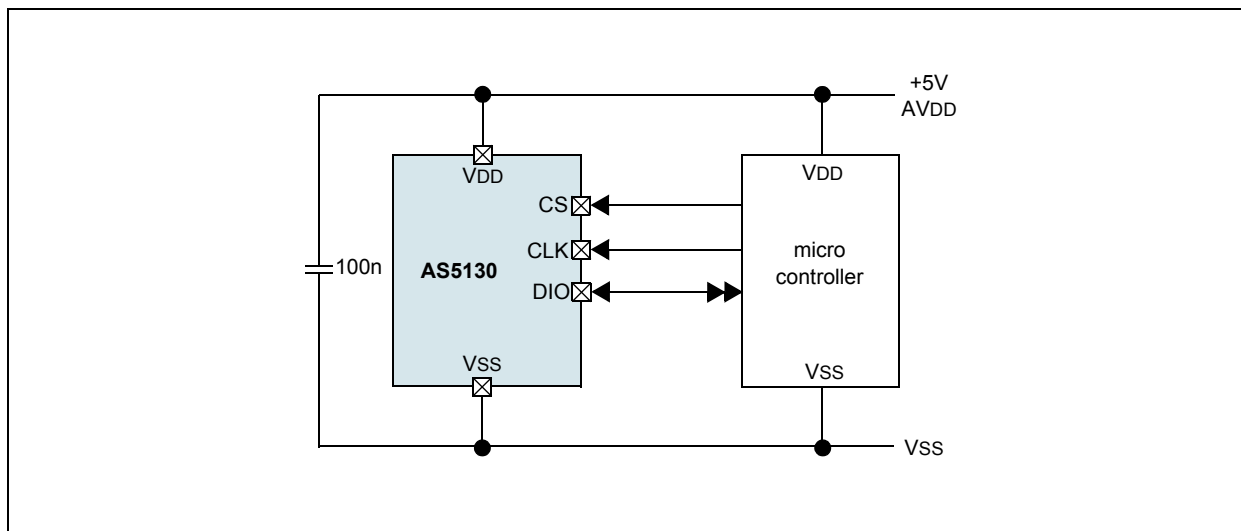 +5V
AVDD
VDD
VDD
CS
CLK
DIO
100n
AS5130
micro
controller
VSS
VSS
VSS